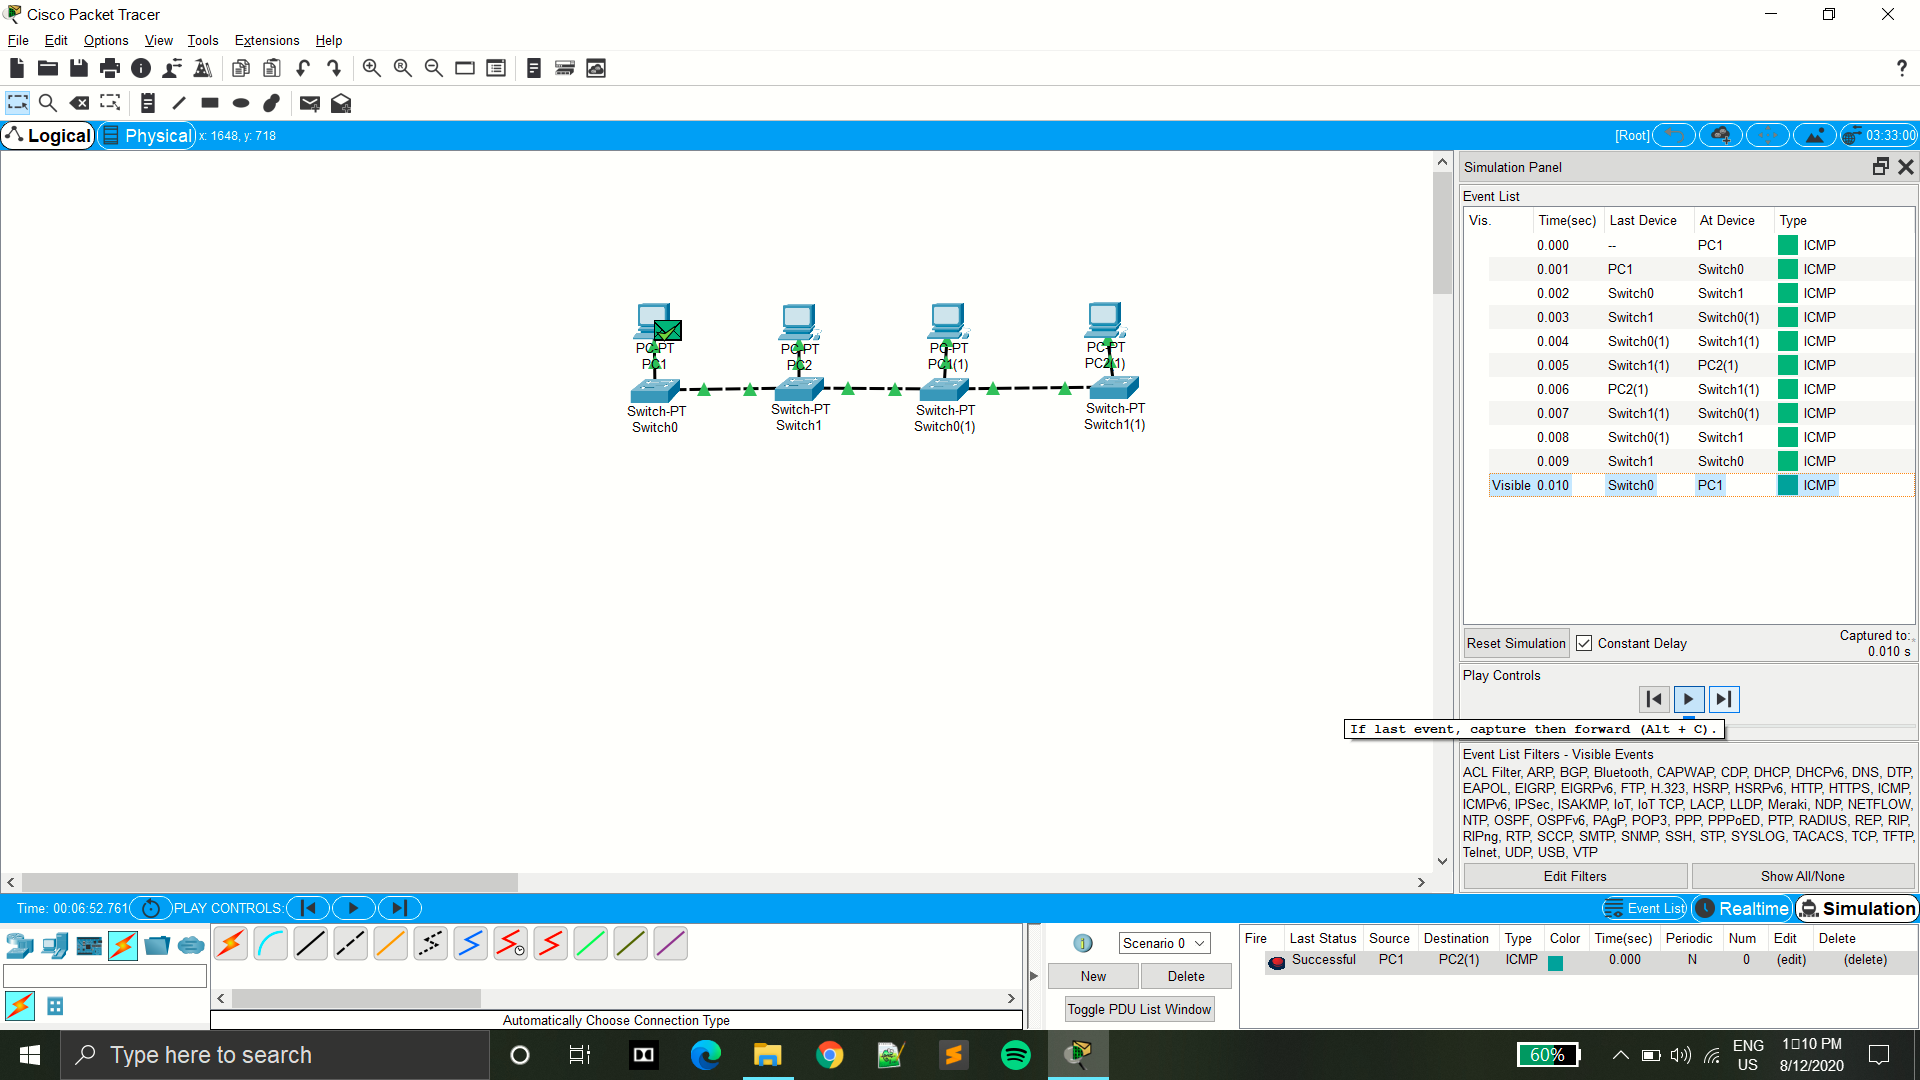 Cisco Packet Tracer
File Edit Options View Tools Extensions Help
?
Logical Physical x: 1648, y: 718 [Root] 03:33:00
Simulation Panel
Event List
Vis. Time(sec) Last Device At Device Type
0.000 -- PC1 ICMP
0.001 PC1 Switch0 ICMP
0.002 Switch0 Switch1 ICMP
0.003 Switch1 Switch0(1) ICMP
0.004 Switch0(1) Switch1(1) ICMP
0.005 Switch1(1) PC2(1) ICMP
0.006 PC2(1) Switch1(1) ICMP
0.007 Switch1(1) Switch0(1) ICMP
0.008 Switch0(1) Switch1 ICMP
0.009 Switch1 Switch0 ICMP
Visible 0.010 Switch0 PC1 ICMP
PC-PT
PC1
PC-PT
PC2
PC-PT
PC1(1)
PC-PT
PC2(1)
Switch-PT
Switch0
Switch-PT
Switch1
Switch-PT
Switch0(1)
Switch-PT
Switch1(1)
Reset Simulation Constant Delay Captured to:
0.010 s
Play Controls
If last event, capture then forward (Alt + C).
Event List Filters - Visible Events
ACL Filter, ARP, BGP, Bluetooth, CAPWAP, CDP, DHCP, DHCPv6, DNS, DTP,
EAPOL, EIGRP, EIGRPv6, FTP, H.323, HSRP, HSRPv6, HTTP, HTTPS, ICMP,
ICMPv6, IPSec, ISAKMP, IoT, IoT TCP, LACP, LLDP, Meraki, NDP, NETFLOW,
NTP, OSPF, OSPFv6, PAgP, POP3, PPP, PPPoED, PTP, RADIUS, REP, RIP,
RIPng, RTP, SCCP, SMTP, SNMP, SSH, STP, SYSLOG, TACACS, TCP, TFTP,
Telnet, UDP, USB, VTP
Edit Filters Show All/None
Time: 00:06:52.761 PLAY CONTROLS: Event List Realtime Simulation
Scenario 0
New Delete
Toggle PDU List Window
Fire Last Status Source Destination Type Color Time(sec) Periodic Num Edit Delete
Successful PC1 PC2(1) ICMP 0.000 N 0 (edit) (delete)
Automatically Choose Connection Type
Type here to search
60%
ENG
US
1▯10 PM
8/12/2020